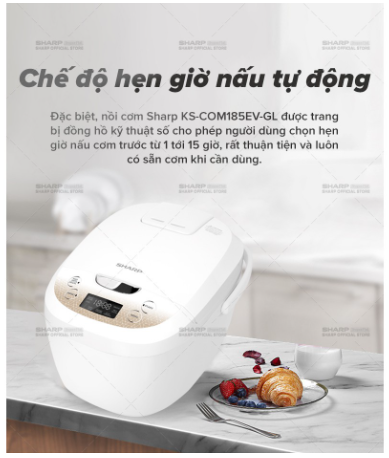 Chế độ hẹn giờ nấu tự động
Đặc biệt, nồi cơm Sharp KS-COM185EV-GL được trang
bị đồng hồ kỹ thuật số cho phép người dùng chọn hẹn
giờ nấu cơm trước từ 1 tới 15 giờ, rất thuận tiện và luôn
có sẵn cơm khi cần dùng.
SHARP